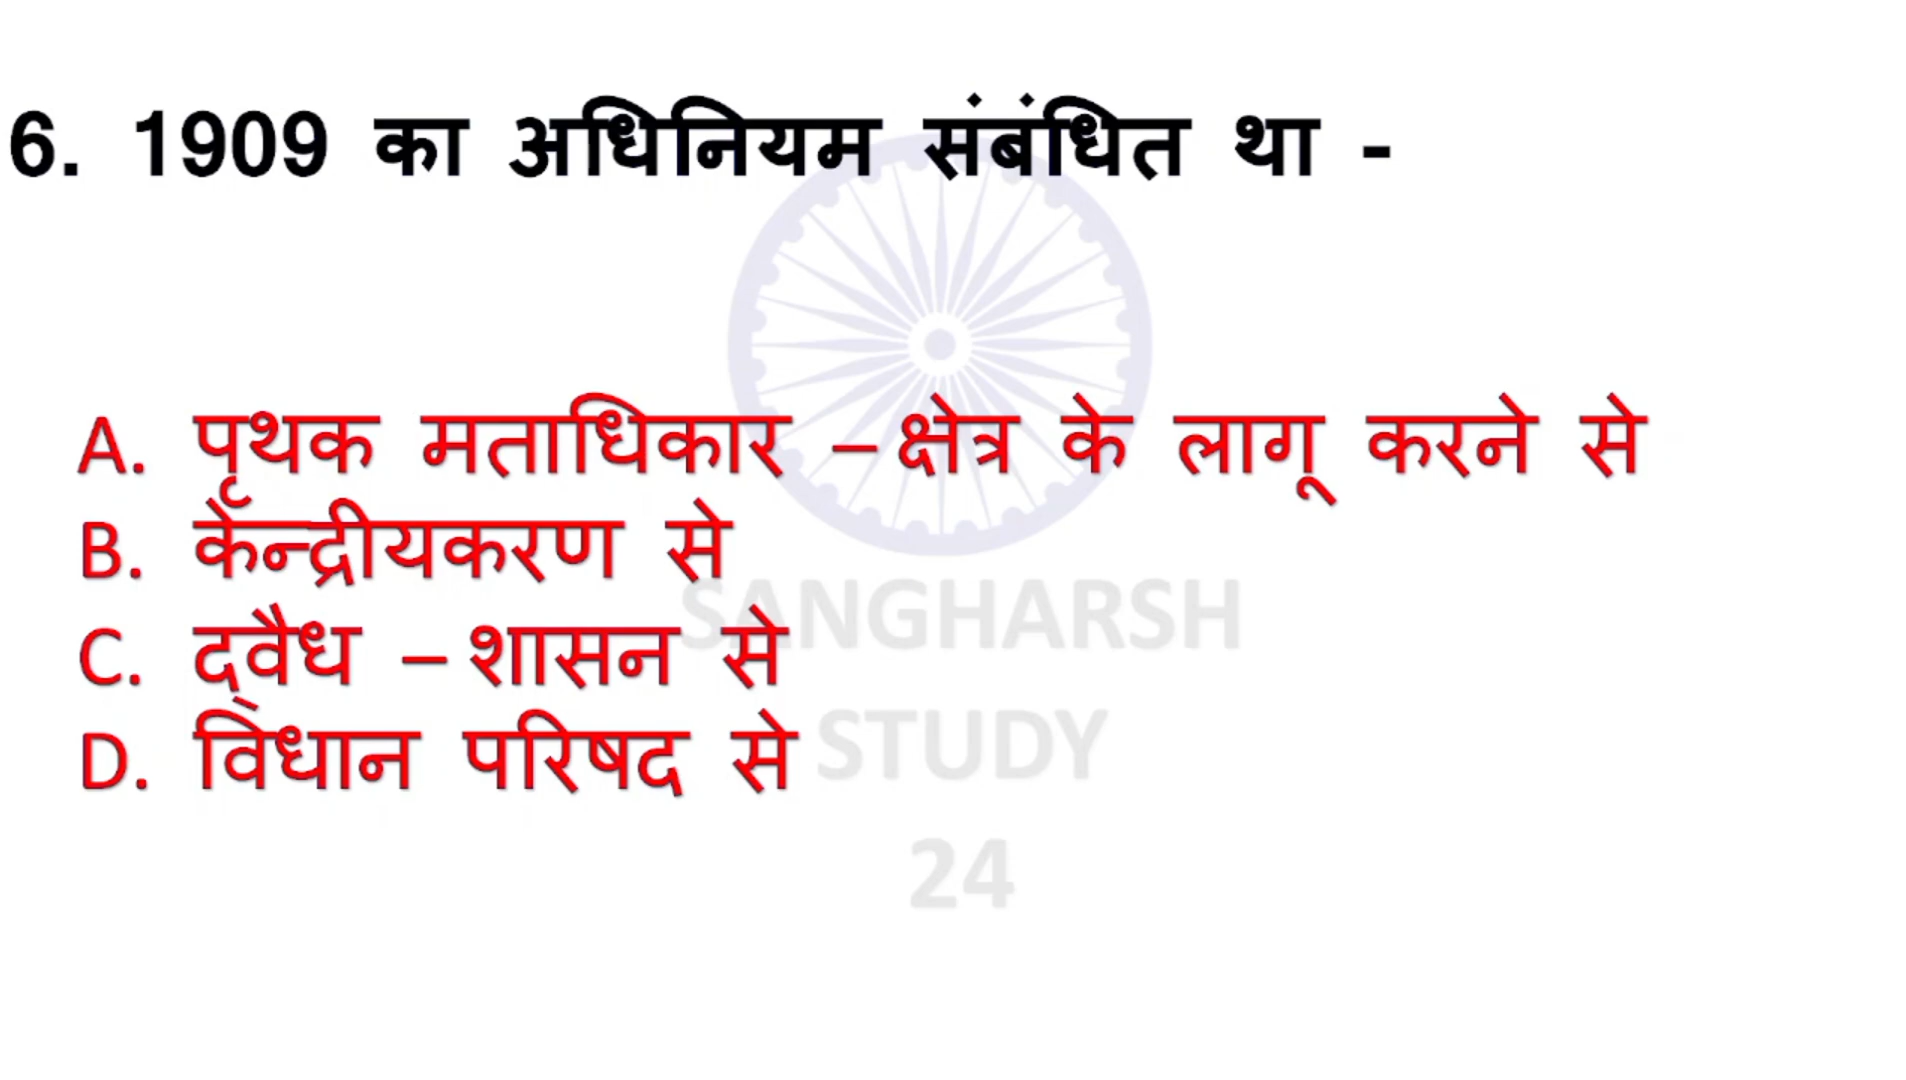 6. 1909 का अधिनियम संबंधित था -
A. पृथक मताधिकार – क्षेत्र के लागू करने से
B. केन्द्रीयकरण से
C. द्वैध – शासन से
D. विधान परिषद से
SANGHARSH
STUDY
24